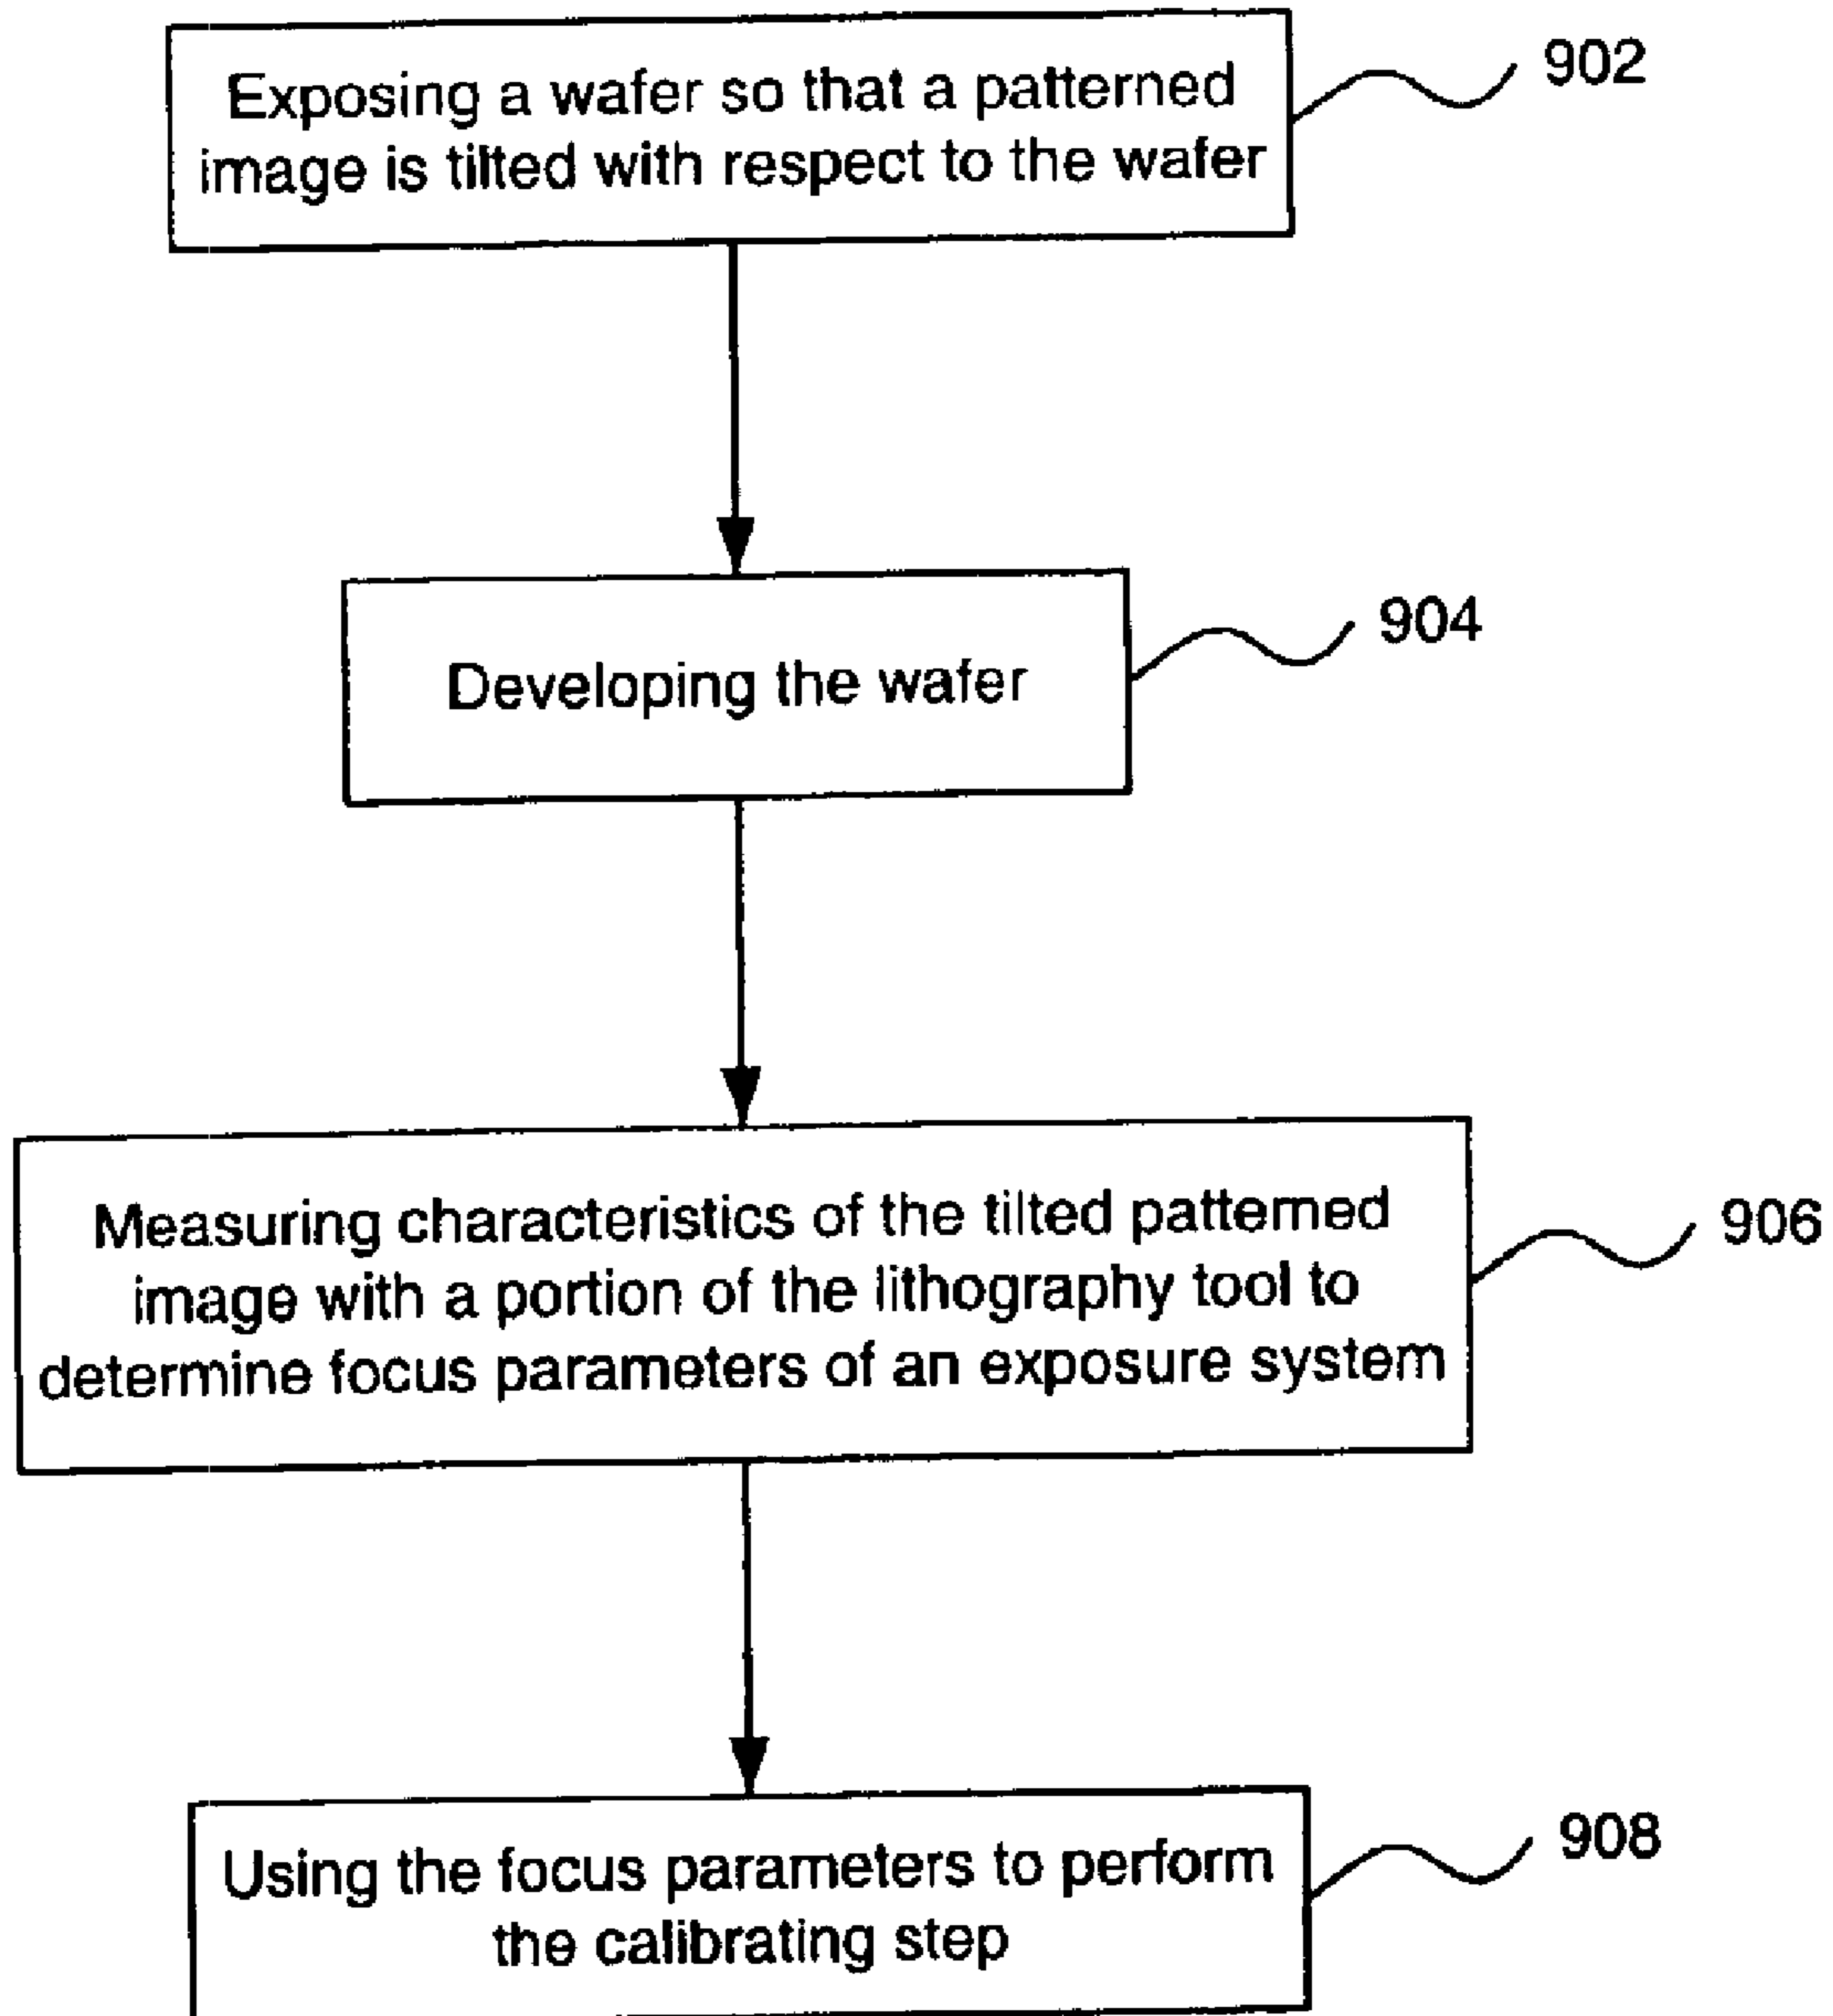 Exposing a wafer so that a patterned
image is tilted with respect to the wafer
902
Developing the wafer
904
Measuring characteristics of the tilted patterned
image with a portion of the lithography tool to
determine focus parameters of an exposure system
906
Using the focus parameters to perform
the calibrating step
908